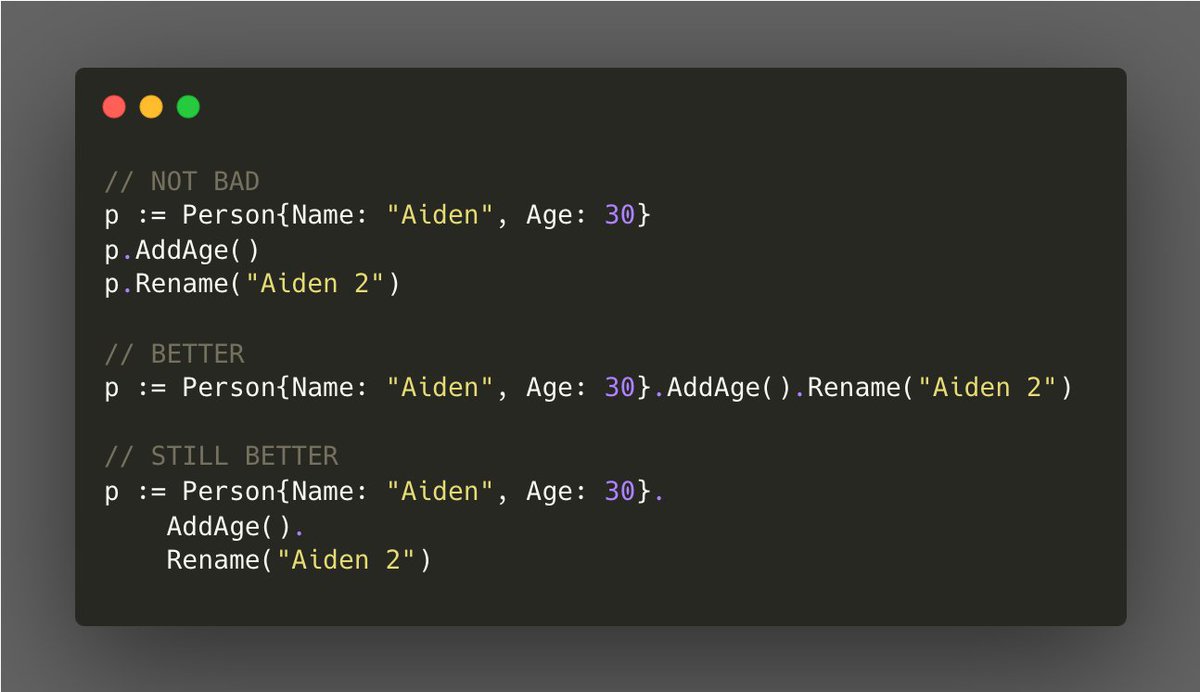 // NOT BAD
p := Person{Name: "Aiden", Age: 30}
p.AddAge()
p.Rename("Aiden 2")
// BETTER
p := Person{Name: "Aiden", Age: 30}.AddAge().Rename("Aiden 2")
// STILL BETTER
p := Person{Name: "Aiden", Age: 30}.
    AddAge().
    Rename("Aiden 2")